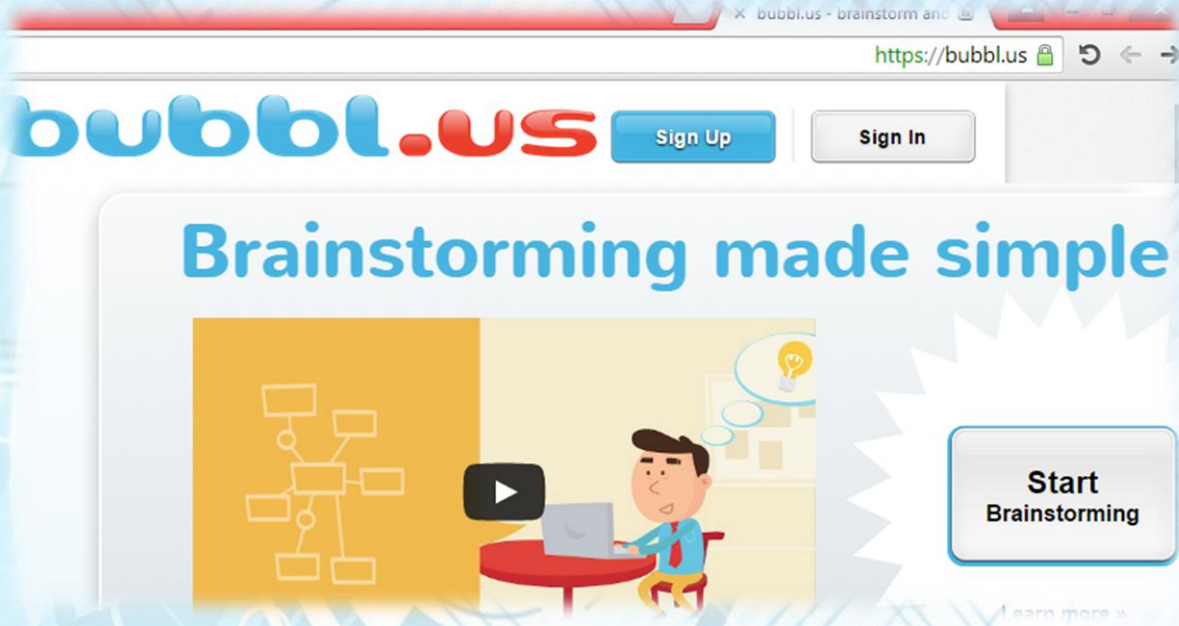 bubbl.us - brainstorm and
https://bubbl.us
bubbl.us
Sign Up
Sign In
Brainstorming made simple
Start
Brainstorming
Learn more »